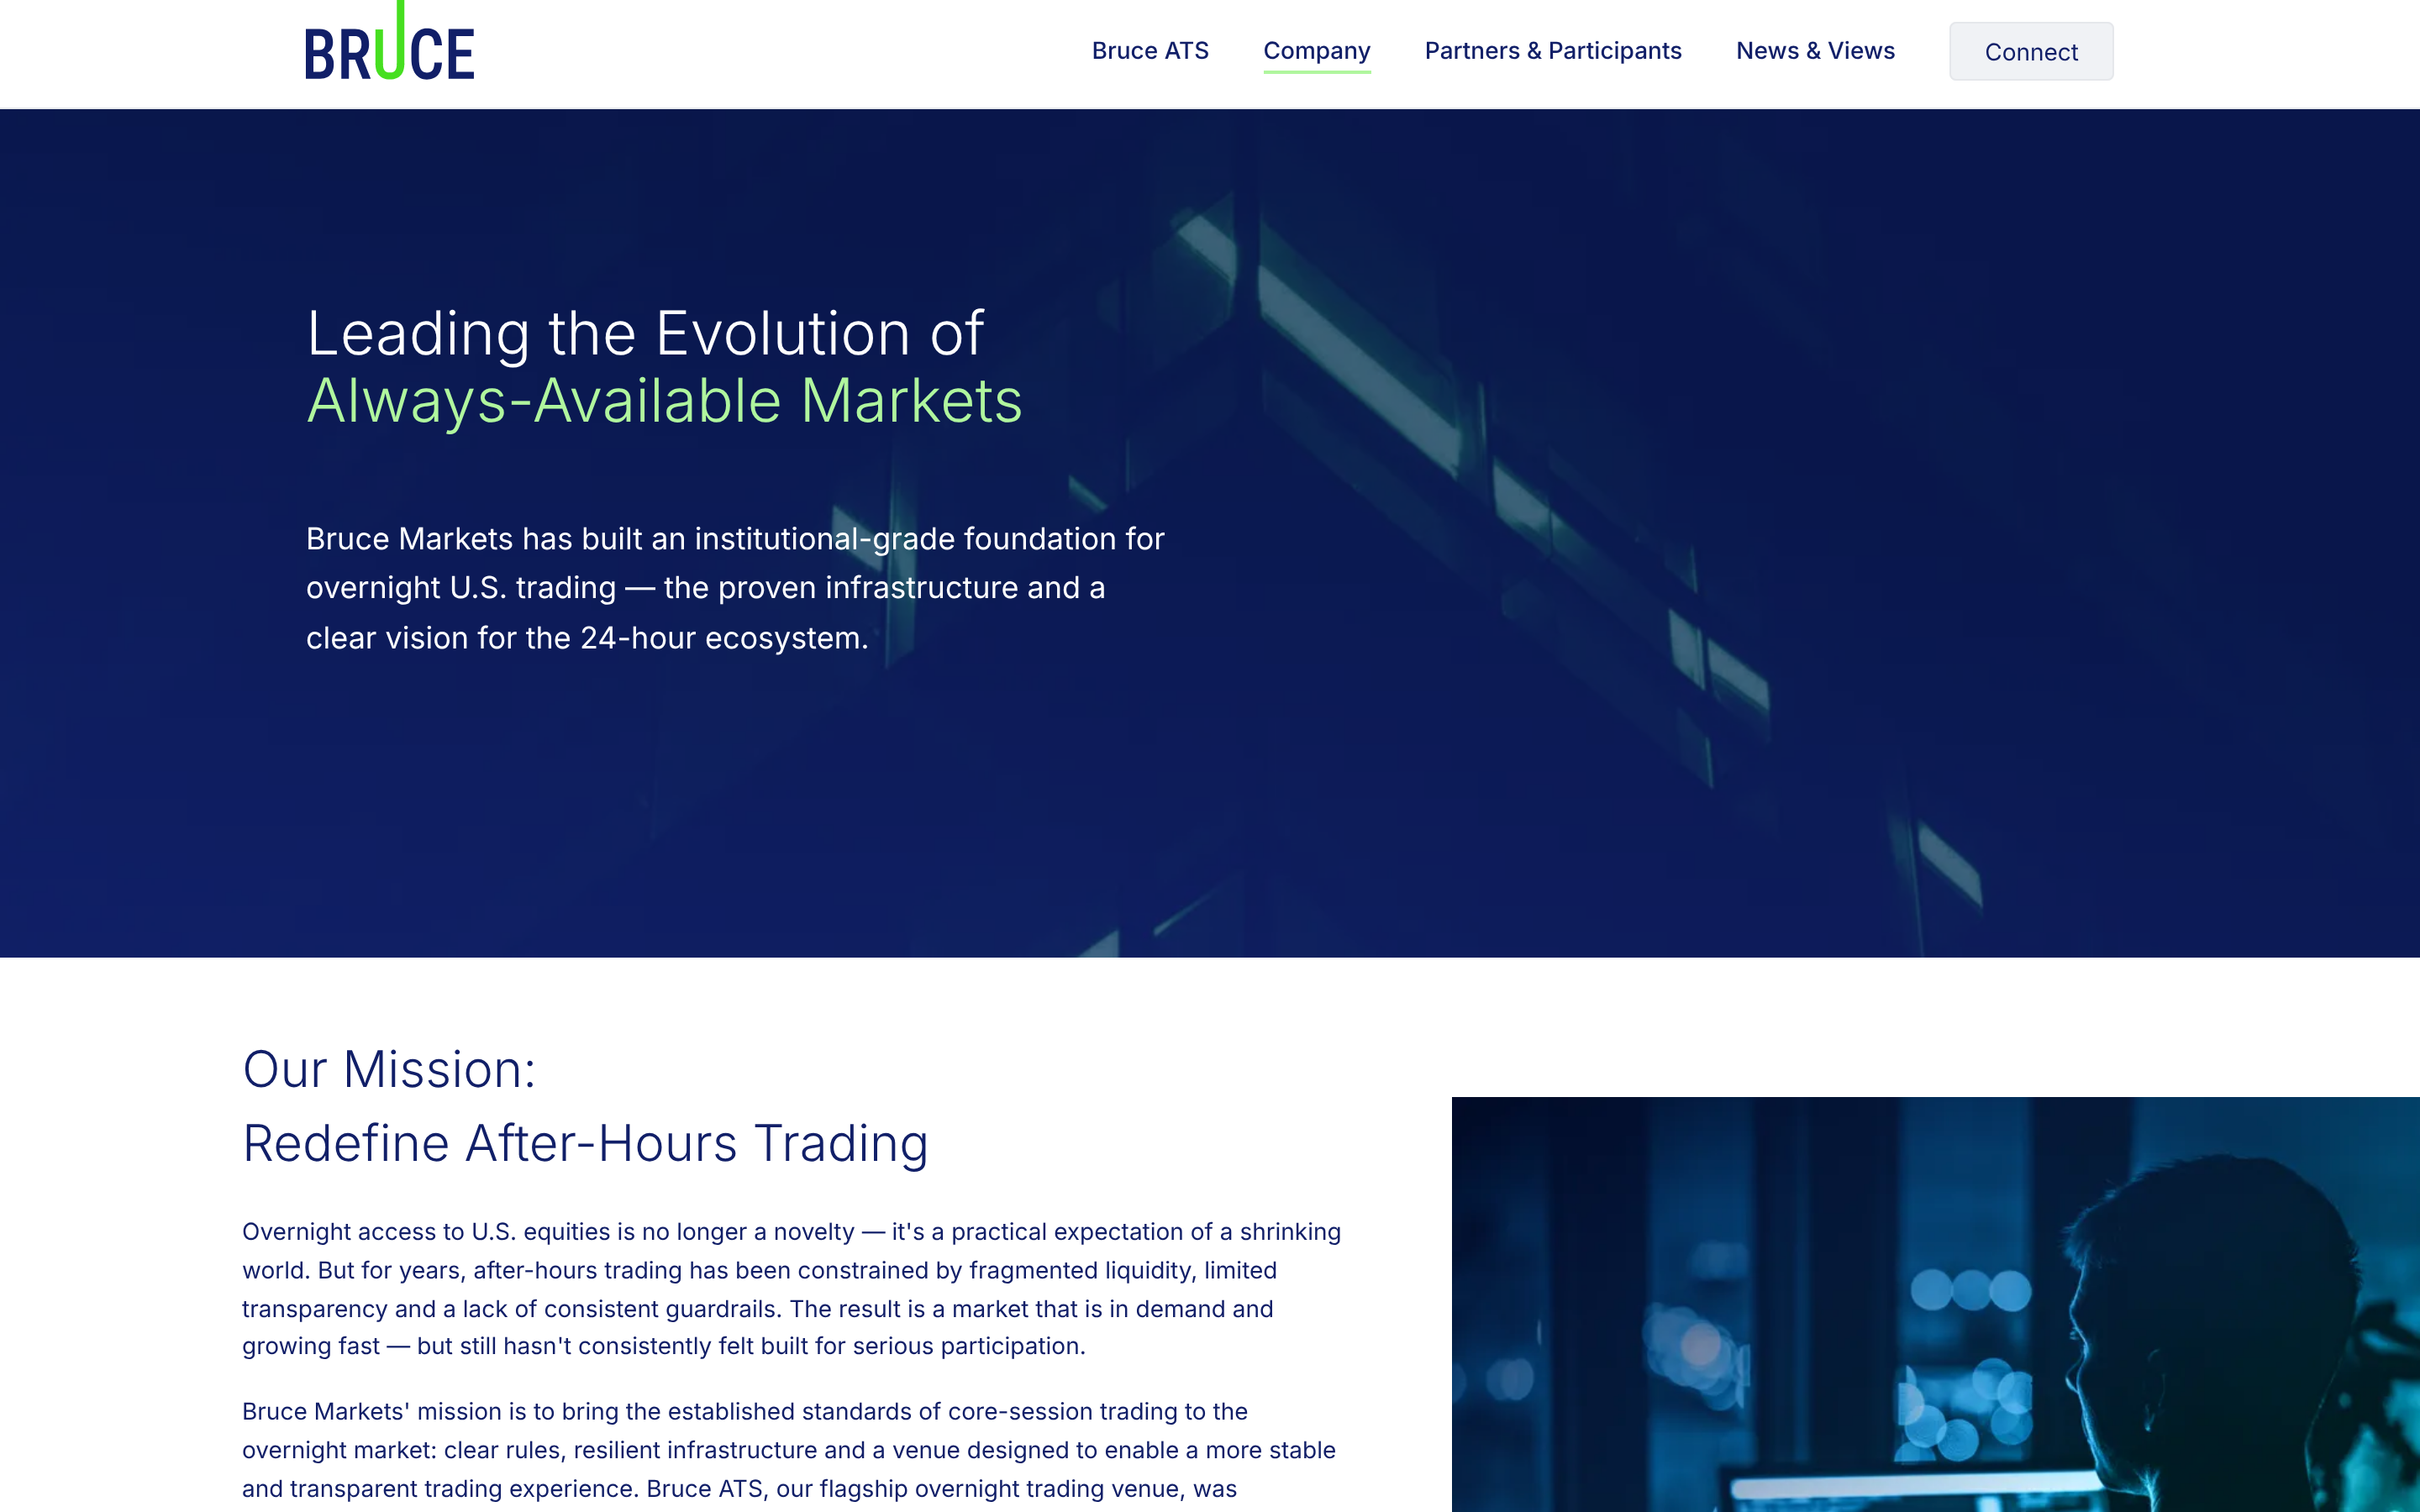 BRUCE
Bruce ATS
Company
Partners & Participants
News & Views
Connect
Leading the Evolution of
Always-Available Markets
Bruce Markets has built an institutional-grade foundation for
overnight U.S. trading — the proven infrastructure and a
clear vision for the 24-hour ecosystem.
Our Mission:
Redefine After-Hours Trading
Overnight access to U.S. equities is no longer a novelty — it's a practical expectation of a shrinking
world. But for years, after-hours trading has been constrained by fragmented liquidity, limited
transparency and a lack of consistent guardrails. The result is a market that is in demand and
growing fast — but still hasn't consistently felt built for serious participation.
Bruce Markets' mission is to bring the established standards of core-session trading to the
overnight market: clear rules, resilient infrastructure and a venue designed to enable a more stable
and transparent trading experience. Bruce ATS, our flagship overnight trading venue, was